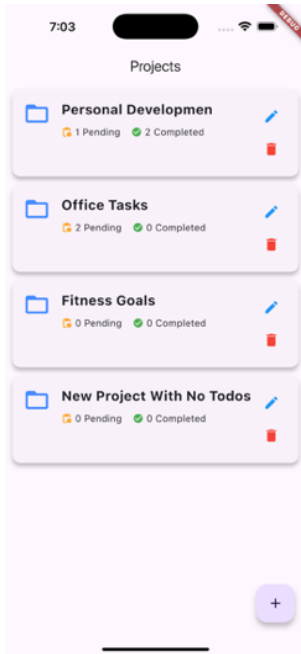 7:03
DEBUG
Projects
Personal Developmen
1 Pending 2 Completed
Office Tasks
2 Pending 0 Completed
Fitness Goals
0 Pending 0 Completed
New Project With No Todos
0 Pending 0 Completed
+